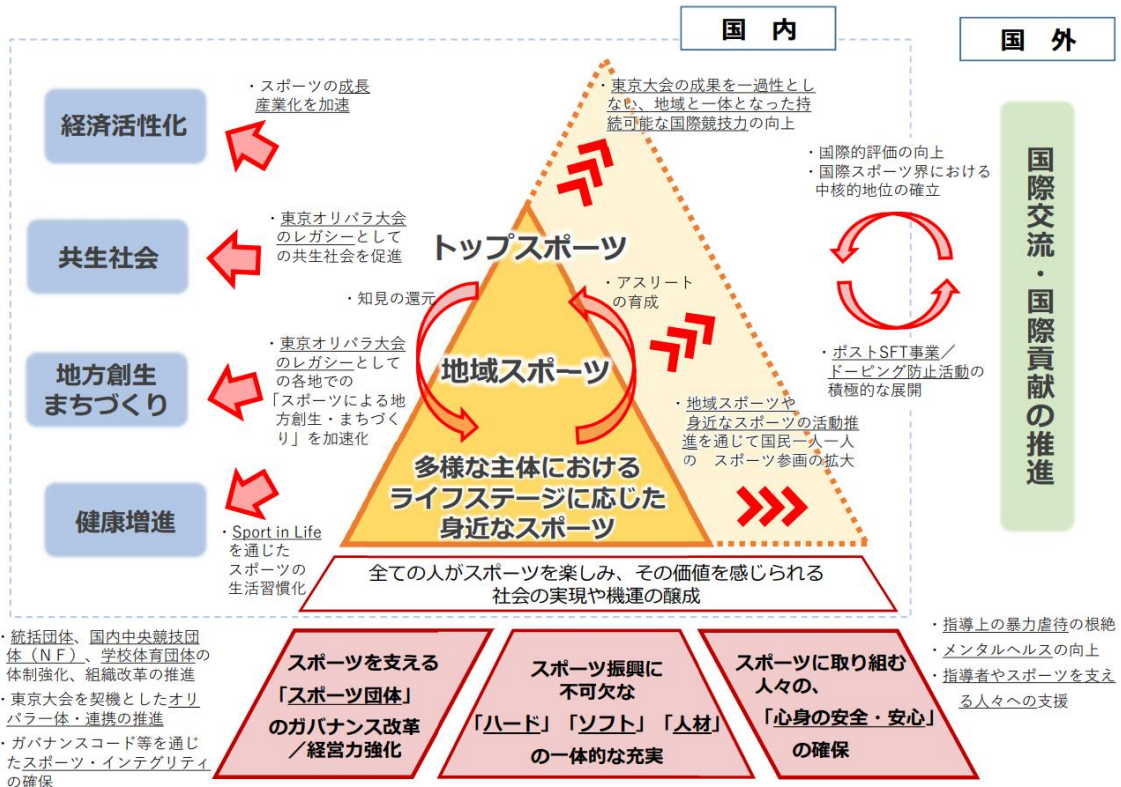 国　内
国　外
経済活性化
・スポーツの成長
産業化を加速
共生社会
・東京オリパラ大会
のレガシーとして
の共生社会を促進
地方創生
まちづくり
・東京オリパラ大会
のレガシーとして
の各地での
「スポーツによる地
方創生・まちづく
り」を加速化
健康増進
・Sport in Life
を通じた
スポーツの
生活習慣化
・東京大会の成果を一過性とし
ない、地域と一体となった持
続可能な国際競技力の向上
トップスポーツ
・知見の還元
・アスリート
の育成
地域スポーツ
・地域スポーツや
身近なスポーツの活動推
進を通じて国民一人一人
の　スポーツ参画の拡大
多様な主体における
ライフステージに応じた
身近なスポーツ
・国際的評価の向上
・国際スポーツ界における
中核的地位の確立
・ポストSFT事業／
ドーピング防止活動の
積極的な展開
国際交流・国際貢献の推進
全ての人がスポーツを楽しみ、その価値を感じられる
社会の実現や機運の醸成
・統括団体、国内中央競技団
体（ＮＦ）、学校体育団体の
体制強化、組織改革の推進
・東京大会を契機としたオリ
パラ一体・連携の推進
・ガバナンスコード等を通じ
たスポーツ・インテグリティ
の確保
スポーツを支える
「スポーツ団体」
のガバナンス改革
／経営力強化
スポーツ振興に
不可欠な
「ハード」「ソフト」「人材」
の一体的な充実
スポーツに取り組む
人々の、
「心身の安全・安心」
の確保
・指導上の暴力虐待の根絶
・メンタルヘルスの向上
・指導者やスポーツを支え
る人々への支援